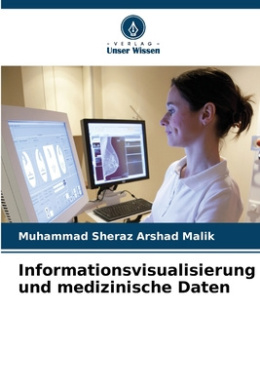 VERLAG
Unser Wissen
Muhammad Sheraz Arshad Malik
Informationsvisualisierung
und medizinische Daten